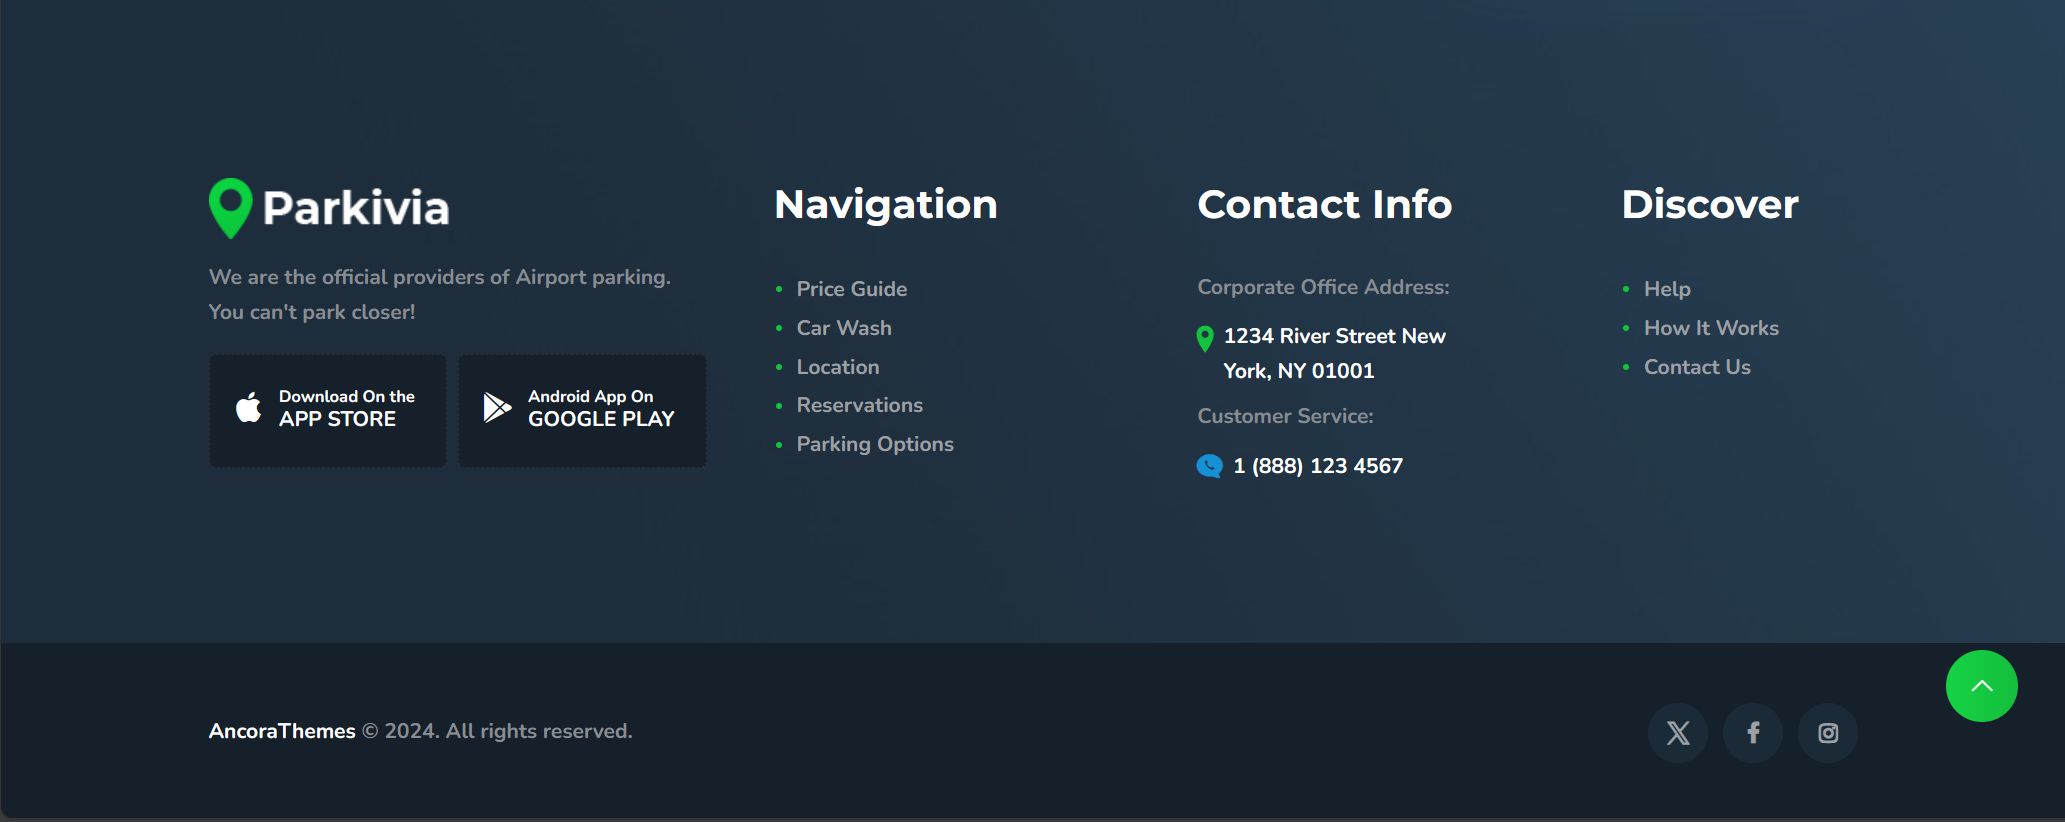 Parkivia
We are the official providers of Airport parking.
You can't park closer!
Download On the
APP STORE
Android App On
GOOGLE PLAY
Navigation
Price Guide
Car Wash
Location
Reservations
Parking Options
Contact Info
Corporate Office Address:
1234 River Street New
York, NY 01001
Customer Service:
1 (888) 123 4567
Discover
Help
How It Works
Contact Us
AncoraThemes © 2024. All rights reserved.